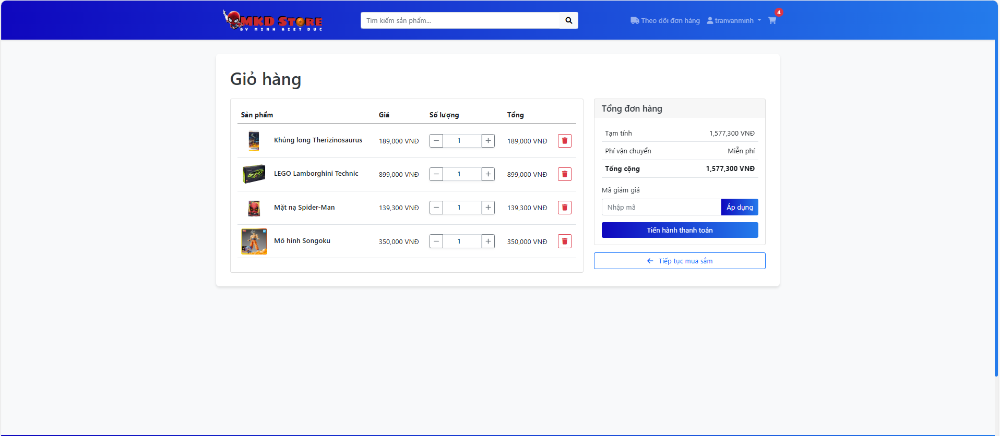 MKD STORE
BY MINH KIET DUC
Tìm kiếm sản phẩm...
Theo dõi đơn hàng
tranvanminh
4
Giỏ hàng
Sản phẩm Giá Số lượng Tổng
Khủng long Therizinosaurus 189,000 VNĐ 1 189,000 VNĐ
LEGO Lamborghini Technic 899,000 VNĐ 1 899,000 VNĐ
Mặt nạ Spider-Man 139,300 VNĐ 1 139,300 VNĐ
Mô hình Songoku 350,000 VNĐ 1 350,000 VNĐ
Tổng đơn hàng
Tạm tính 1,577,300 VNĐ
Phí vận chuyển Miễn phí
Tổng cộng 1,577,300 VNĐ
Mã giảm giá
Nhập mã Áp dụng
Tiến hành thanh toán
Tiếp tục mua sắm